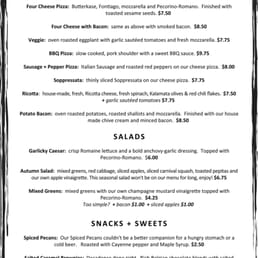 Four Cheese Pizza: Butterkase, Fontiago, mozzarella and Pecorino-Romano. Finished with
toasted sesame seeds. $7.50
Four Cheese with Bacon: same as above with smoked bacon. $8.50
Veggie: oven roasted eggplant with garlic sautéed tomatoes and fresh mozzarella. $7.75
BBQ Pizza: slow cooked, pork shoulder with a sweet BBQ sauce. $9.75
Sausage + Pepper Pizza: Italian Sausage and roasted red peppers on our cheese pizza. $8.00
Soppressata: thinly sliced Soppressata on our cheese pizza. $7.75
Ricotta: house-made, fresh, Ricotta cheese, fresh spinach, Kalamata olives and red chili flakes. $7.50
+ garlic sautéed tomatoes $7.75
Potato Bacon: oven roasted potatoes, roasted shallots and mozzarella. Finished with our house
made chive cream and minced bacon. $8.50
SALADS
Garlicky Caesar: crisp Romaine lettuce and a bold anchovy-garlic dressing. Topped with
Pecorino-Romano. $6.00
Autumn Salad: mixed greens, red cabbage, sliced apples, sliced carnival squash, toasted pepitas and
our own apple vinaigrette. This seasonal salad won't be on our menu for long, enjoy! $6.75
Mixed Greens: mixed greens with our own champagne mustard vinaigrette topped with
Pecorino-Romano. $4.25
Too simple? + bacon $1.00 + sliced apples $1.00
SNACKS + SWEETS
Spiced Pecans: Our Spiced Pecans couldn't be a better companion for a hungry stomach or a
cold beer. Roasted with Cayenne pepper and Maple Syrup. $2.50